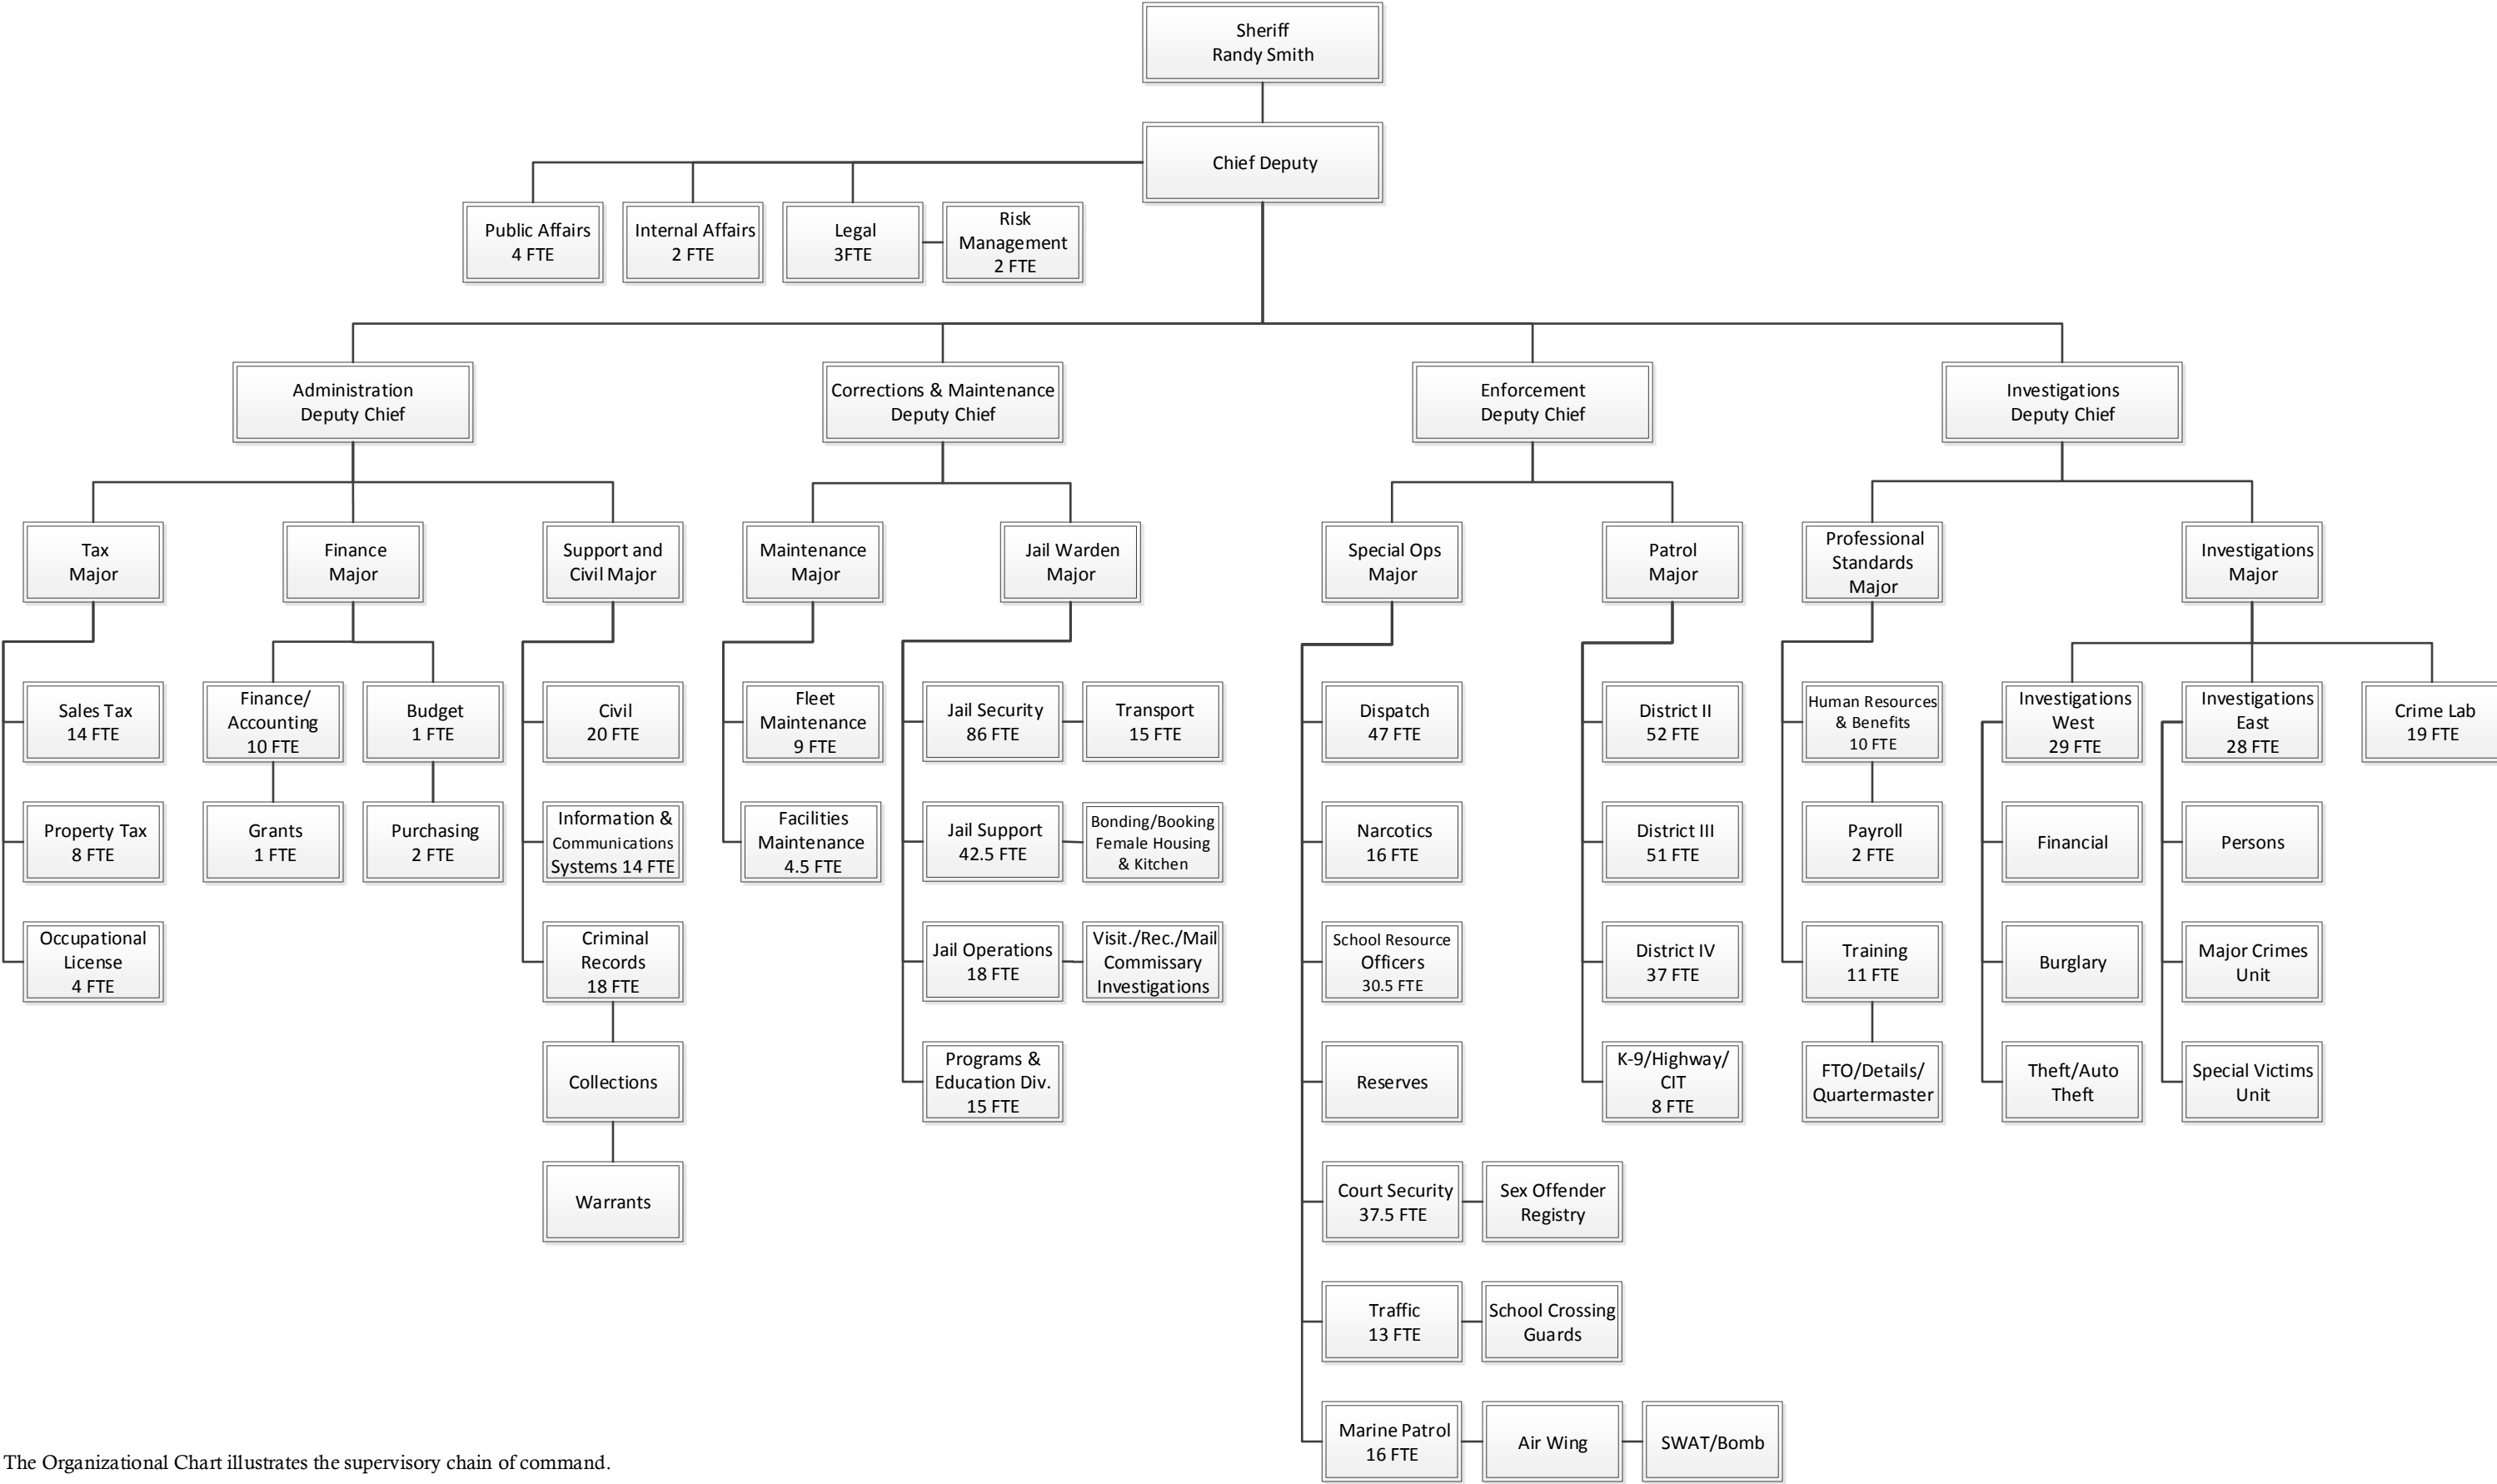 Sheriff
Randy Smith
Chief Deputy
Public Affairs
4 FTE
Internal Affairs
2 FTE
Legal
3FTE
Risk
Management
2 FTE
Administration
Deputy Chief
Corrections & Maintenance
Deputy Chief
Enforcement
Deputy Chief
Investigations
Deputy Chief
Tax
Major
Finance
Major
Support and
Civil Major
Maintenance
Major
Jail Warden
Major
Special Ops
Major
Patrol
Major
Professional
Standards
Major
Investigations
Major
Sales Tax
14 FTE
Finance/
Accounting
10 FTE
Budget
1 FTE
Civil
20 FTE
Fleet
Maintenance
9 FTE
Jail Security
86 FTE
Transport
15 FTE
Dispatch
47 FTE
District II
52 FTE
Human Resources
& Benefits
10 FTE
Investigations
West
29 FTE
Investigations
East
28 FTE
Crime Lab
19 FTE
Property Tax
8 FTE
Grants
1 FTE
Purchasing
2 FTE
Information &
Communications
Systems 14 FTE
Facilities
Maintenance
4.5 FTE
Jail Support
42.5 FTE
Bonding/Booking
Female Housing
& Kitchen
Narcotics
16 FTE
District III
51 FTE
Payroll
2 FTE
Financial
Persons
Occupational
License
4 FTE
Criminal
Records
18 FTE
Jail Operations
18 FTE
Visit./Rec./Mail
Commissary
Investigations
School Resource
Officers
30.5 FTE
District IV
37 FTE
Training
11 FTE
Burglary
Major Crimes
Unit
Collections
Programs &
Education Div.
15 FTE
Reserves
K-9/Highway/
CIT
8 FTE
FTO/Details/
Quartermaster
Theft/Auto
Theft
Special Victims
Unit
Warrants
Court Security
37.5 FTE
Sex Offender
Registry
Traffic
13 FTE
School Crossing
Guards
Marine Patrol
16 FTE
Air Wing
SWAT/Bomb
The Organizational Chart illustrates the supervisory chain of command.